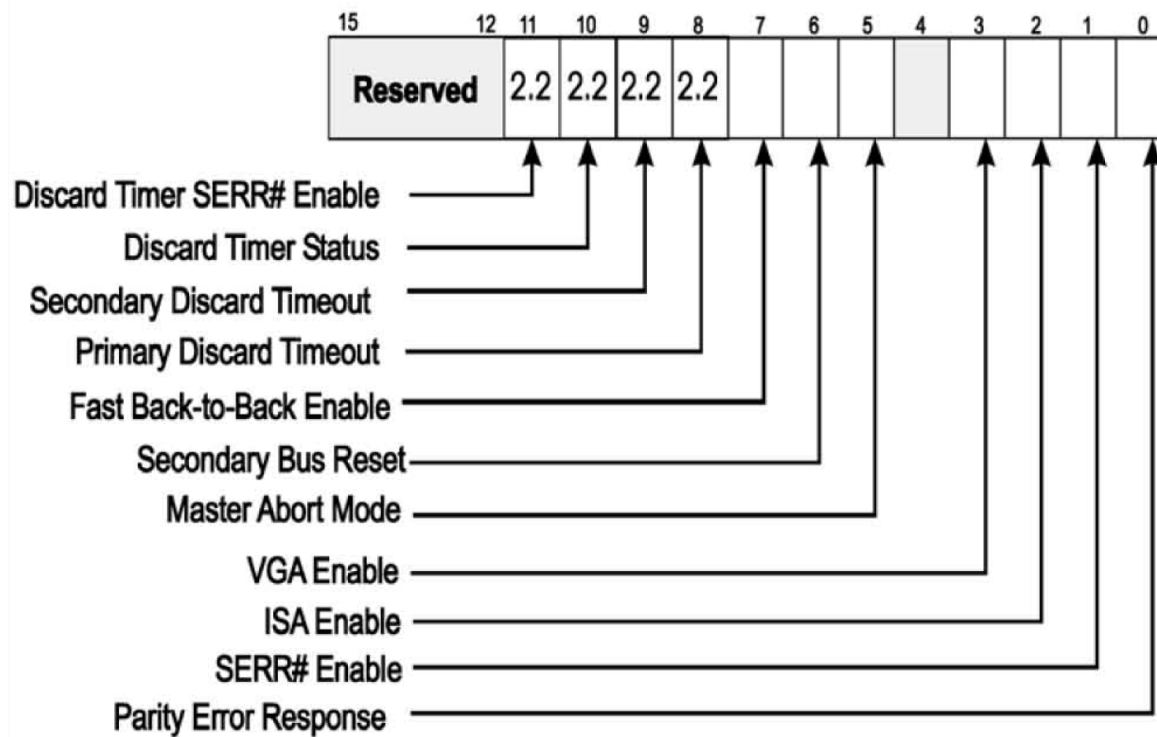 15 12 11 10 9 8 7 6 5 4 3 2 1 0
Reserved 2.2 2.2 2.2 2.2
Discard Timer SERR# Enable
Discard Timer Status
Secondary Discard Timeout
Primary Discard Timeout
Fast Back-to-Back Enable
Secondary Bus Reset
Master Abort Mode
VGA Enable
ISA Enable
SERR# Enable
Parity Error Response